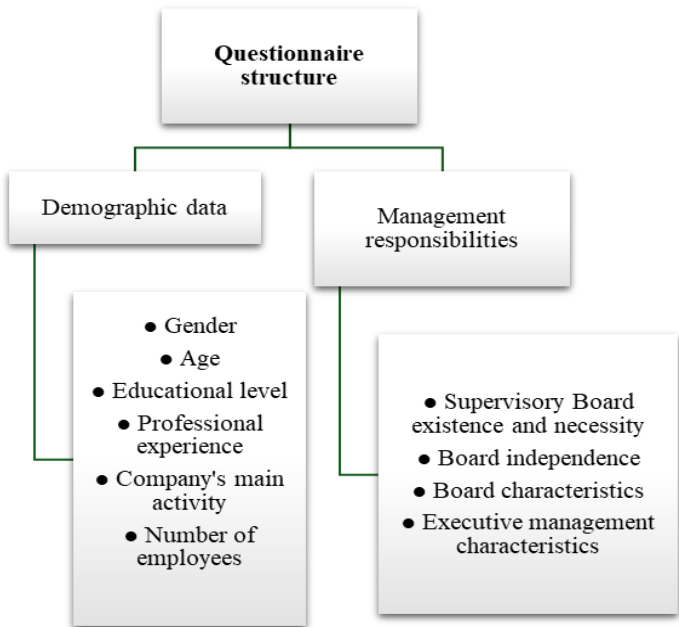 Questionnaire
structure
Demographic data
Management
responsibilities
● Gender
● Age
● Educational level
● Professional
experience
● Company's main
activity
● Number of
employees
● Supervisory Board
existence and necessity
● Board independence
● Board characteristics
● Executive management
characteristics